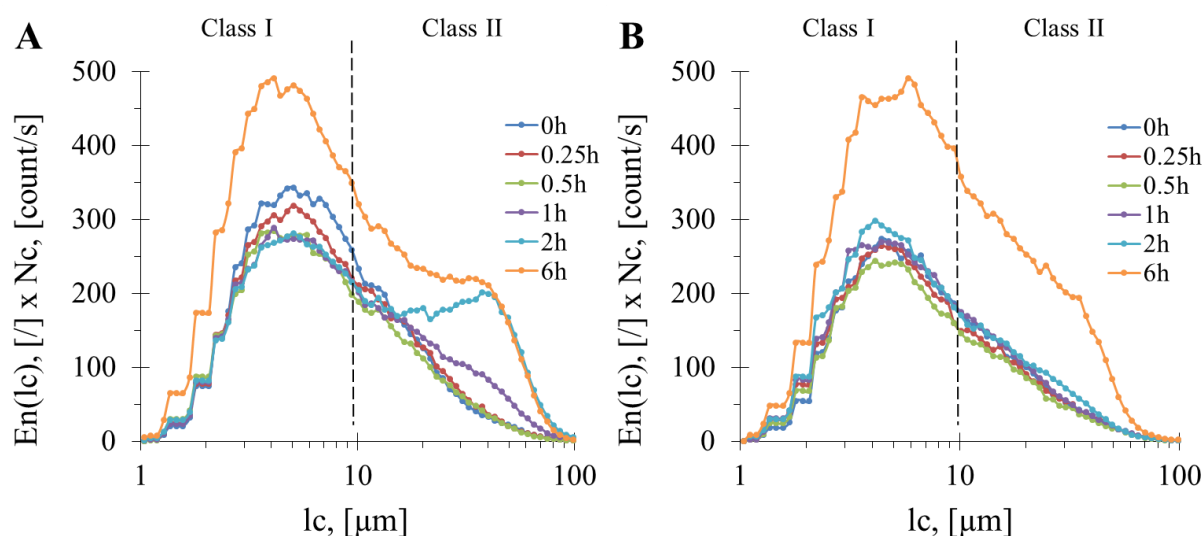 A
Class I
Class II
En(lc), [/] x Nc, [count/s]
500
400
300
200
100
0
0h
0.25h
0.5h
1h
2h
6h
1
10
100
lc, [µm]
B
Class I
Class II
En(lc), [/] x Nc, [count/s]
500
400
300
200
100
0
0h
0.25h
0.5h
1h
2h
6h
1
10
100
lc, [µm]